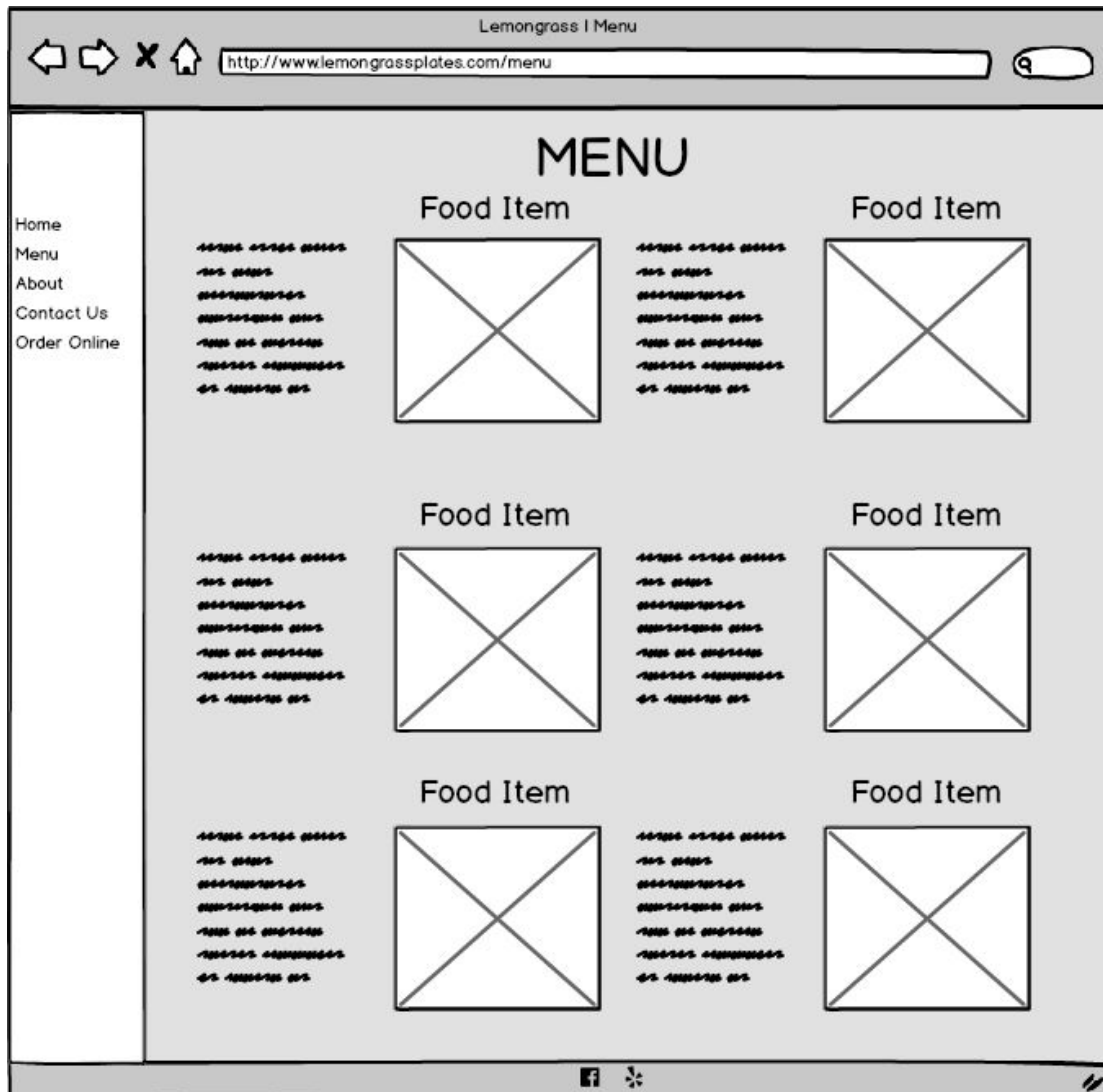 Lemongrass | Menu
http://www.lemongrassplates.com/menu
Home
Menu
About
Contact Us
Order Online
MENU
Food Item
Food Item
Food Item
Food Item
Food Item
Food Item